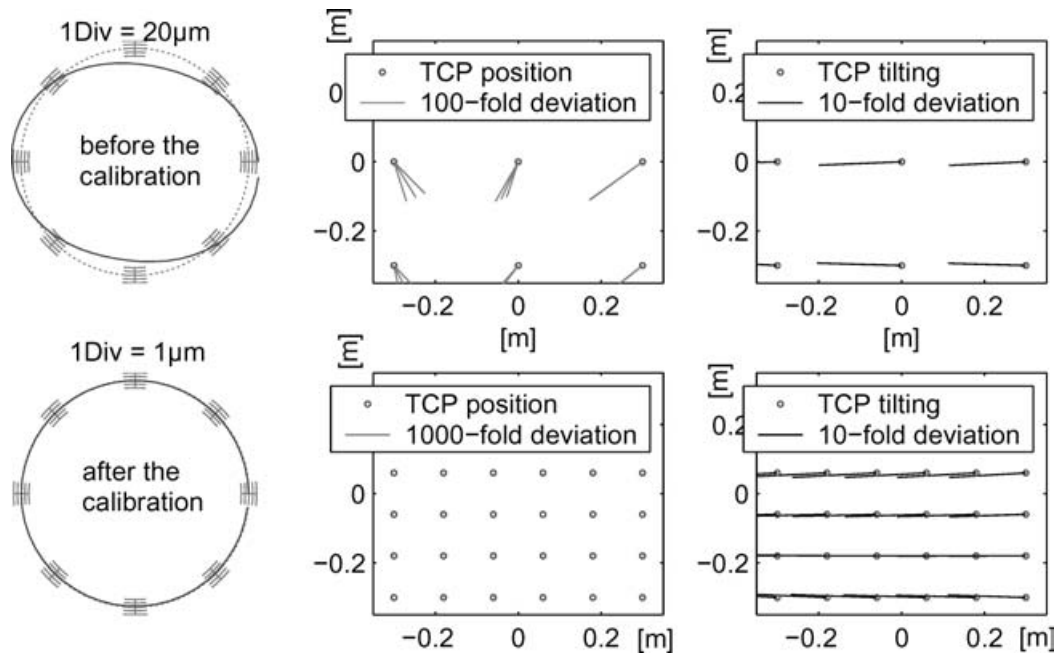 1Div = 20μm
before the
calibration
[m]
TCP position
100−fold deviation
0
−0.2
−0.2
0
0.2
[m]
[m]
TCP tilting
10−fold deviation
0.2
0
−0.2
−0.2
0
0.2
[m]
1Div = 1μm
after the
calibration
[m]
TCP position
1000−fold deviation
0
−0.2
−0.2
0
0.2
[m]
[m]
TCP tilting
10−fold deviation
0.2
0
−0.2
−0.2
0
0.2
[m]